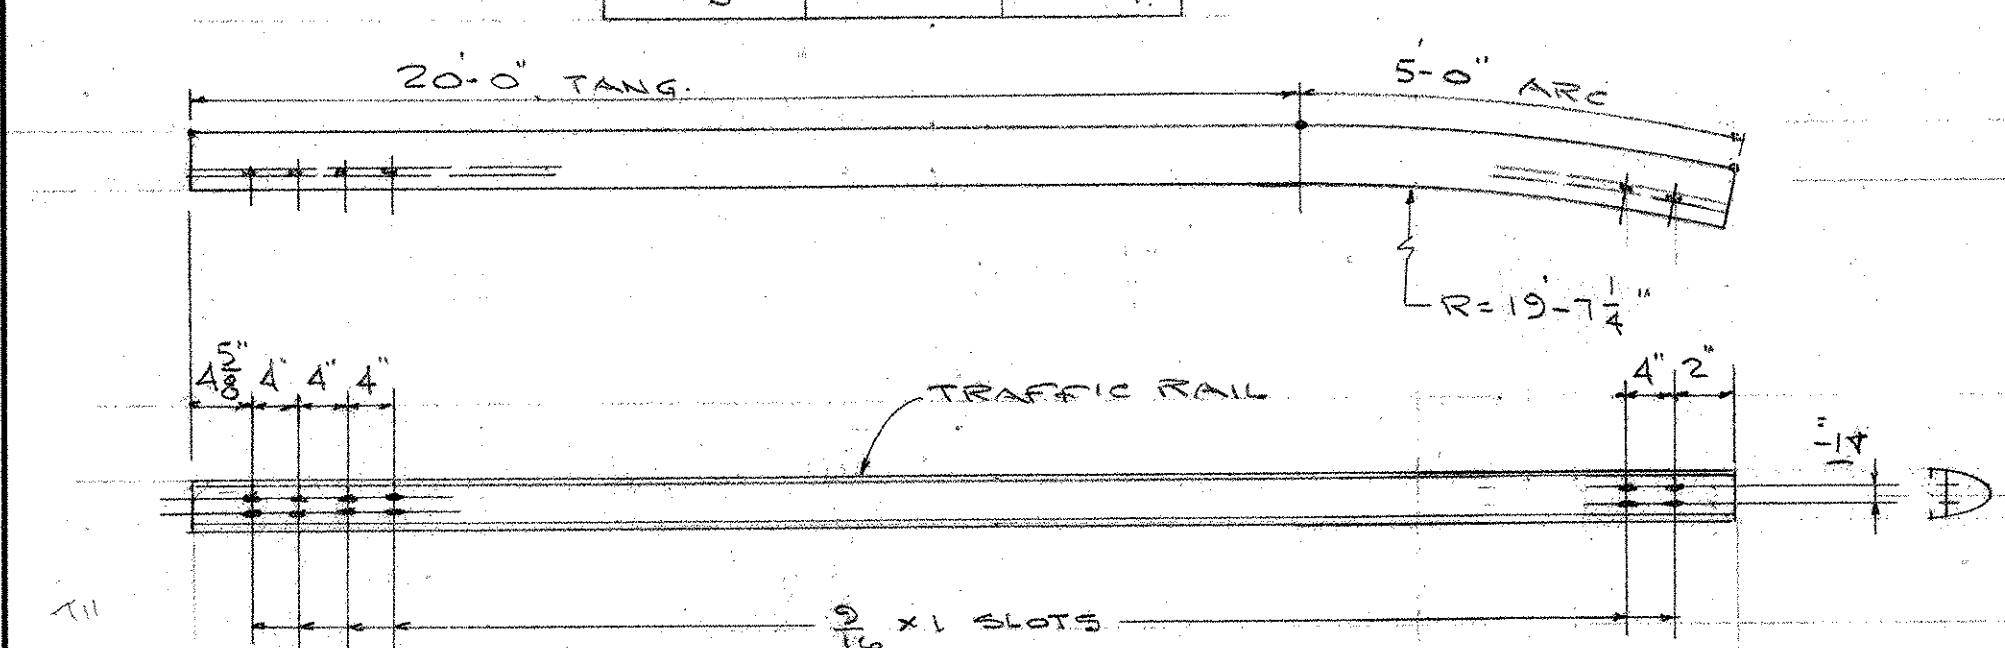 20'-0" TANG.
5'-0" ARC
R=19'-7 1/4"
4 5/8" 4" 4" 4"
TRAFFIC RAIL
4" 2"
9/16 x 1 SLOTS